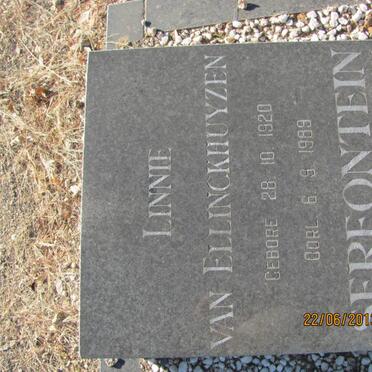 LINNIE
VAN ELLINCKHUYZEN
GEBORE 28.10.1920
OORL 6.9.1989
22/06/201